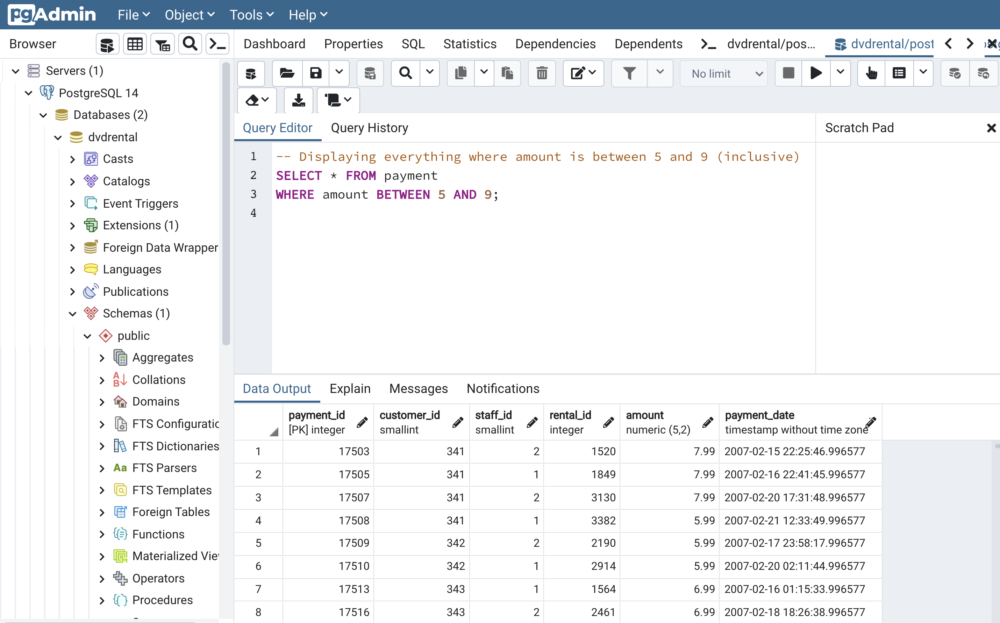 pgAdmin File Object Tools Help
Browser
Dashboard Properties SQL Statistics Dependencies Dependents dvdrental/pos... dvdrental/post
Servers (1)
PostgreSQL 14
Databases (2)
dvdrental
Casts
Catalogs
Event Triggers
Extensions (1)
Foreign Data Wrapper
Languages
Publications
Schemas (1)
public
Aggregates
Collations
Domains
FTS Configuratio
FTS Dictionaries
Aa FTS Parsers
FTS Templates
Foreign Tables
Functions
Materialized Vie
Operators
Procedures
No limit
Query Editor Query History
Scratch Pad
1 -- Displaying everything where amount is between 5 and 9 (inclusive)
2 SELECT * FROM payment
3 WHERE amount BETWEEN 5 AND 9;
4
Data Output Explain Messages Notifications
payment_id customer_id staff_id rental_id amount payment_date
[PK] integer smallint smallint integer numeric (5,2) timestamp without time zone
1 17503 341 2 1520 7.99 2007-02-15 22:25:46.996577
2 17505 341 1 1849 7.99 2007-02-16 22:41:45.996577
3 17507 341 2 3130 7.99 2007-02-20 17:31:48.996577
4 17508 341 1 3382 5.99 2007-02-21 12:33:49.996577
5 17509 342 2 2190 5.99 2007-02-17 23:58:17.996577
6 17510 342 1 2914 5.99 2007-02-20 02:11:44.996577
7 17513 343 1 1564 6.99 2007-02-16 01:15:33.996577
8 17516 343 2 2461 6.99 2007-02-18 18:26:38.996577